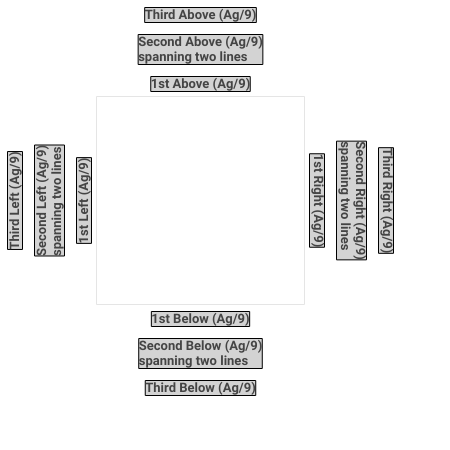 Third Above (Ag/9)
Second Above (Ag/9)
spanning two lines
1st Above (Ag/9)
Third Left (Ag/9)
Second Left (Ag/9)
spanning two lines
1st Left (Ag/9)
1st Right (Ag/9)
Second Right (Ag/9)
spanning two lines
Third Right (Ag/9)
1st Below (Ag/9)
Second Below (Ag/9)
spanning two lines
Third Below (Ag/9)